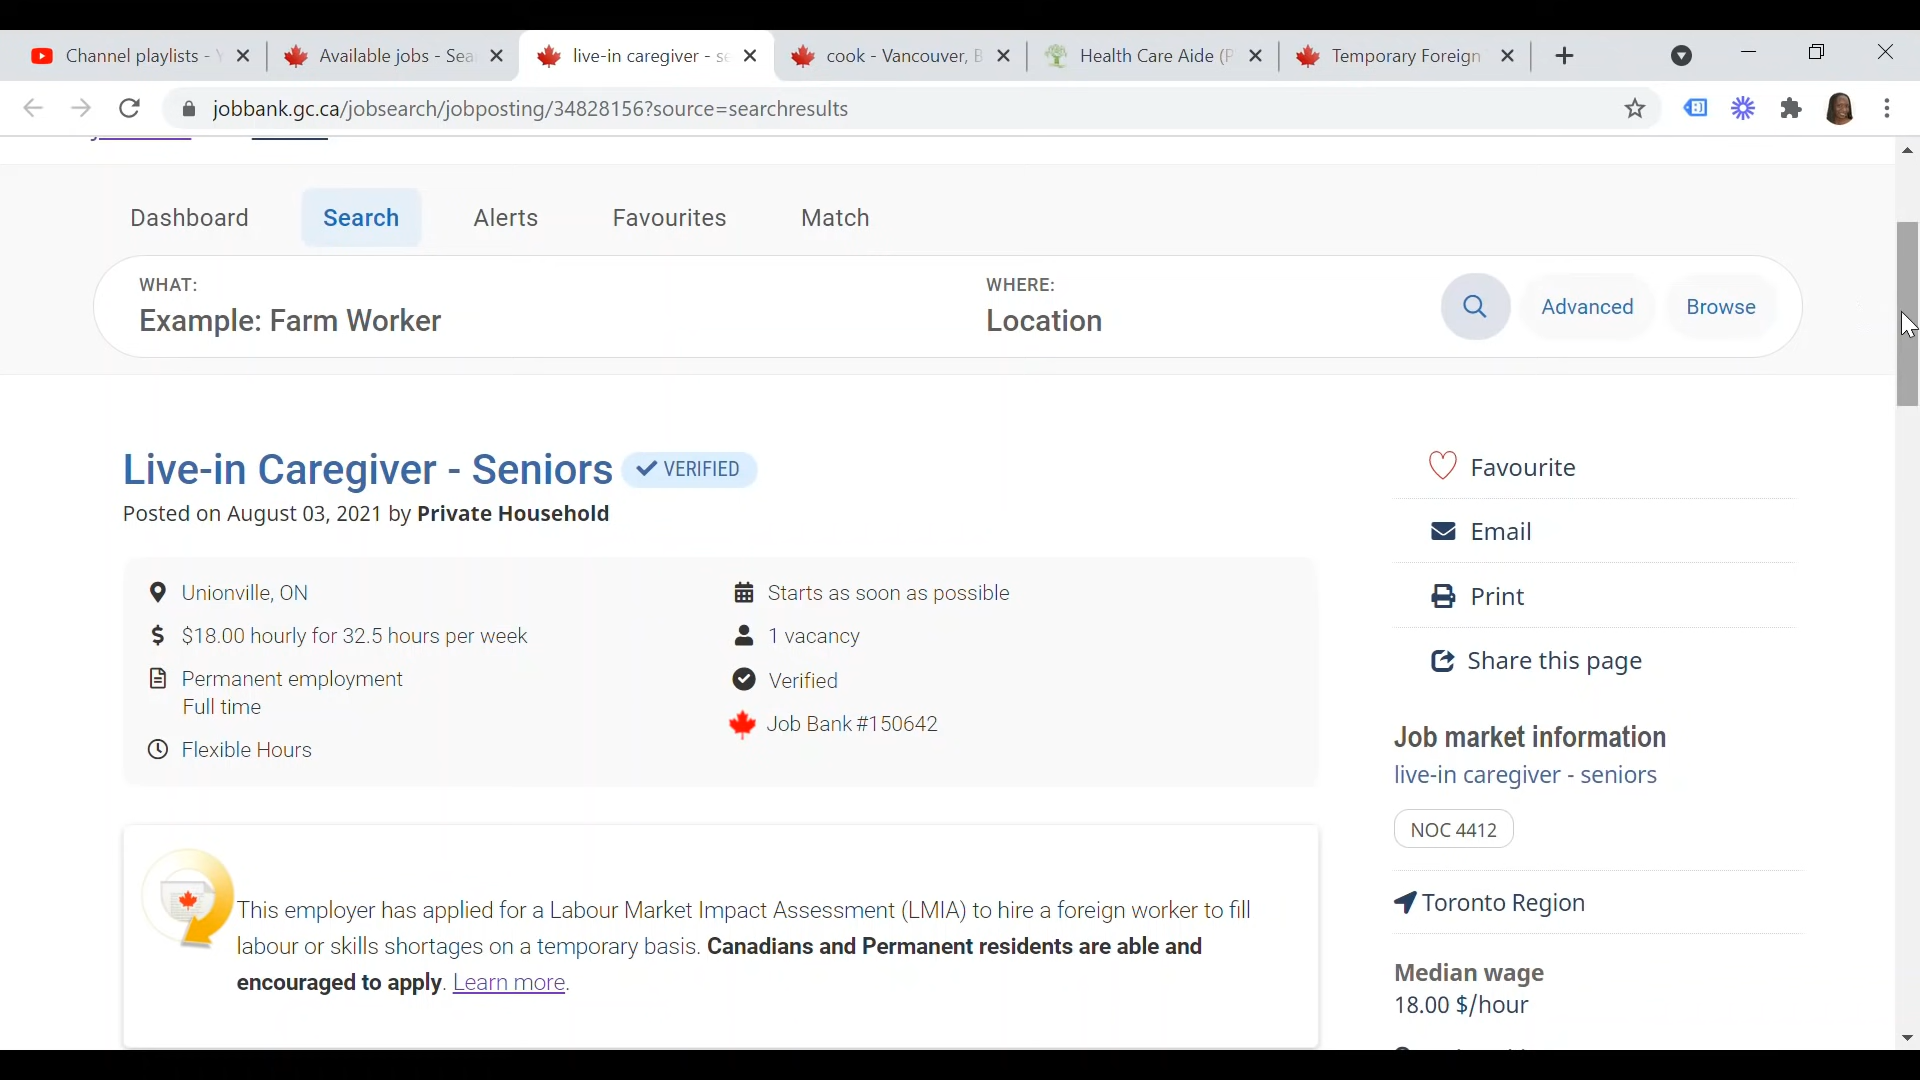 Channel playlists - Y
Available jobs - Sea
live-in caregiver - se
cook - Vancouver, B
Health Care Aide (P
Temporary Foreign
jobbank.gc.ca/jobsearch/jobposting/34828156?source=searchresults
Dashboard
Search
Alerts
Favourites
Match
WHAT:
Example: Farm Worker
WHERE:
Location
Advanced
Browse
Live-in Caregiver - Seniors
VERIFIED
Posted on August 03, 2021 by Private Household
Unionville, ON
$18.00 hourly for 32.5 hours per week
Permanent employment
Full time
Flexible Hours
Starts as soon as possible
1 vacancy
Verified
Job Bank #150642
This employer has applied for a Labour Market Impact Assessment (LMIA) to hire a foreign worker to fill
labour or skills shortages on a temporary basis. Canadians and Permanent residents are able and
encouraged to apply. Learn more.
Favourite
Email
Print
Share this page
Job market information
live-in caregiver - seniors
NOC 4412
Toronto Region
Median wage
18.00 $/hour